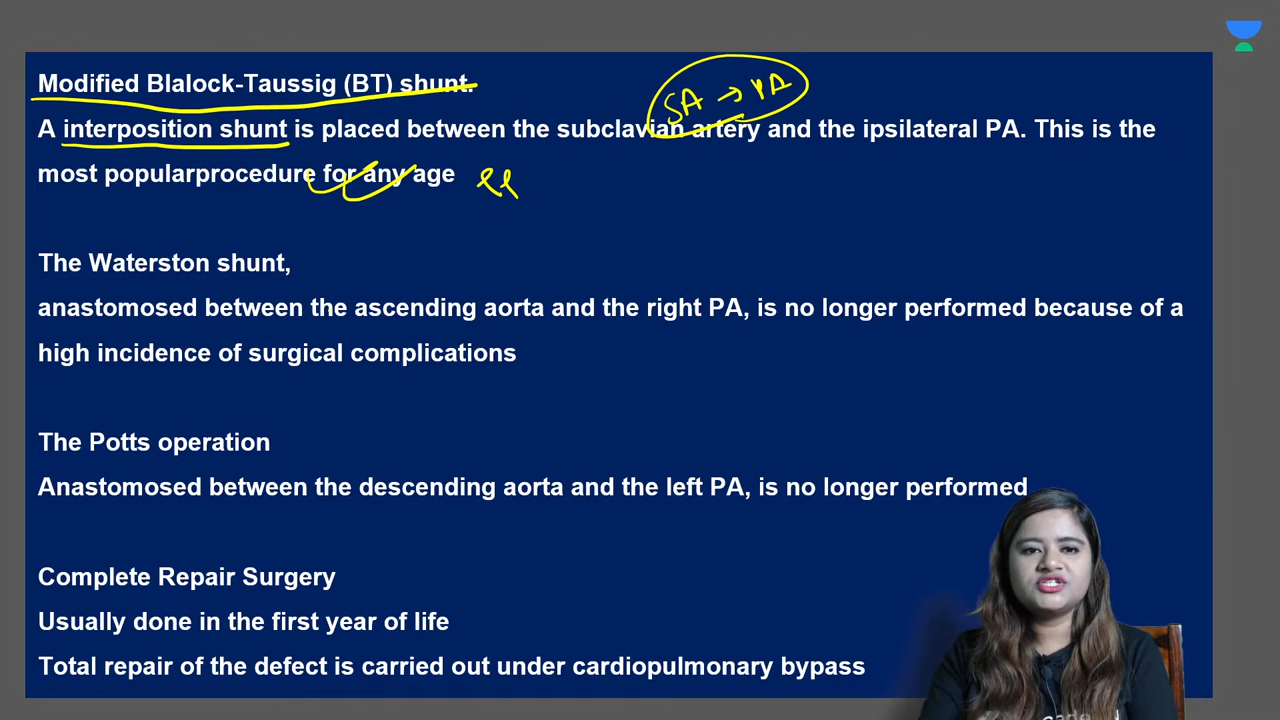 Modified Blalock-Taussig (BT) shunt.
SA → PA
A interposition shunt is placed between the subclavian artery and the ipsilateral PA. This is the
most popularprocedure for any age
The Waterston shunt,
anastomosed between the ascending aorta and the right PA, is no longer performed because of a
high incidence of surgical complications
The Potts operation
Anastomosed between the descending aorta and the left PA, is no longer performed
Complete Repair Surgery
Usually done in the first year of life
Total repair of the defect is carried out under cardiopulmonary bypass